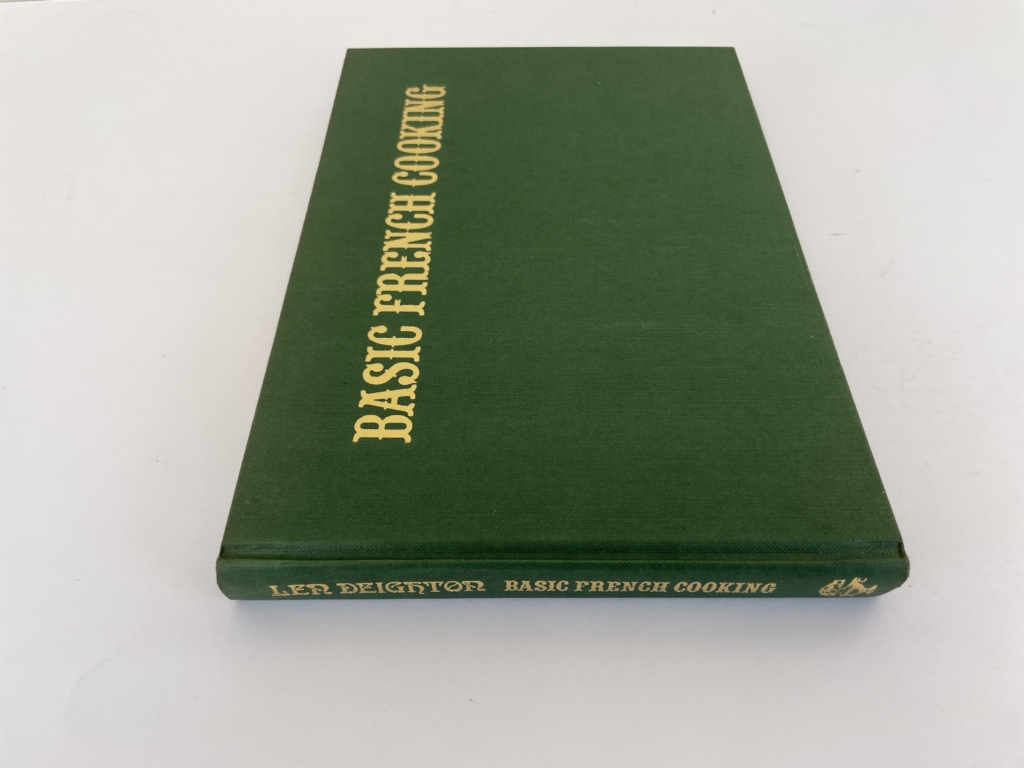 BASIC FRENCH COOKING
LEN DEIGHTON BASIC FRENCH COOKING